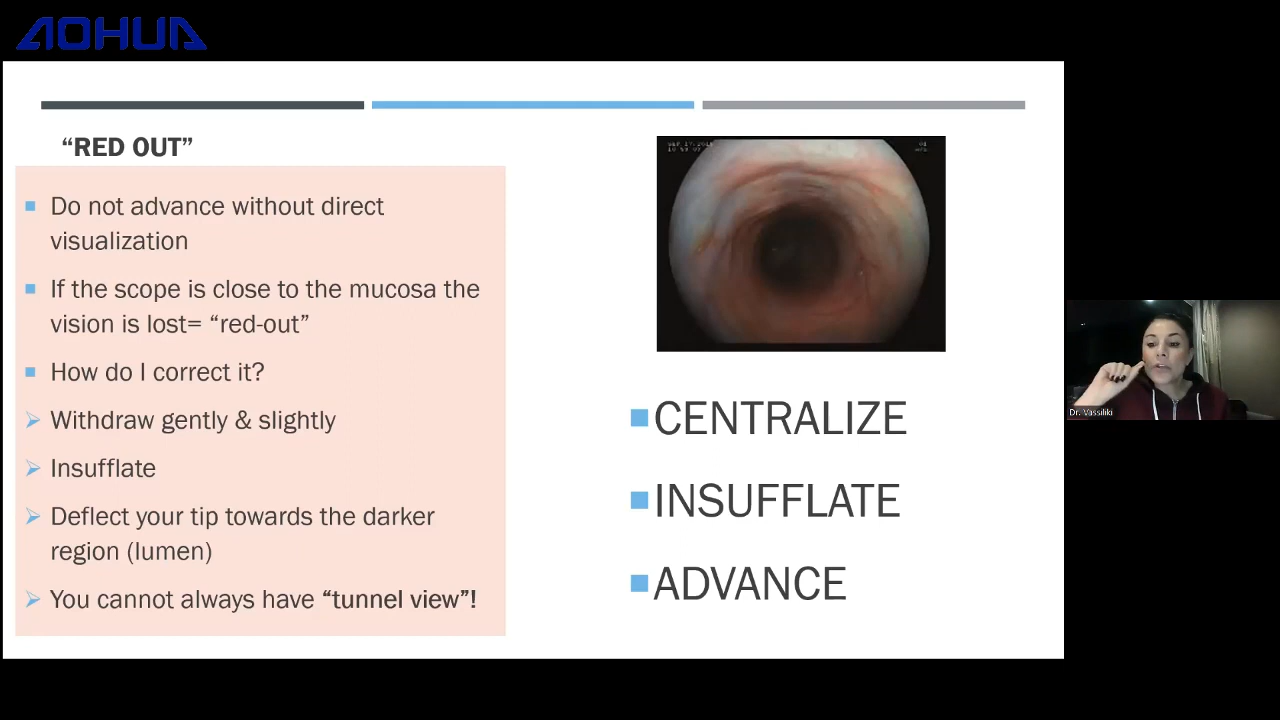 AOHUA
“RED OUT”
Do not advance without direct
visualization
If the scope is close to the mucosa the
vision is lost= “red-out”
How do I correct it?
Withdraw gently & slightly
Insufflate
Deflect your tip towards the darker
region (lumen)
You cannot always have “tunnel view”!
CENTRALIZE
INSUFFLATE
ADVANCE
Dr. Vassiliki